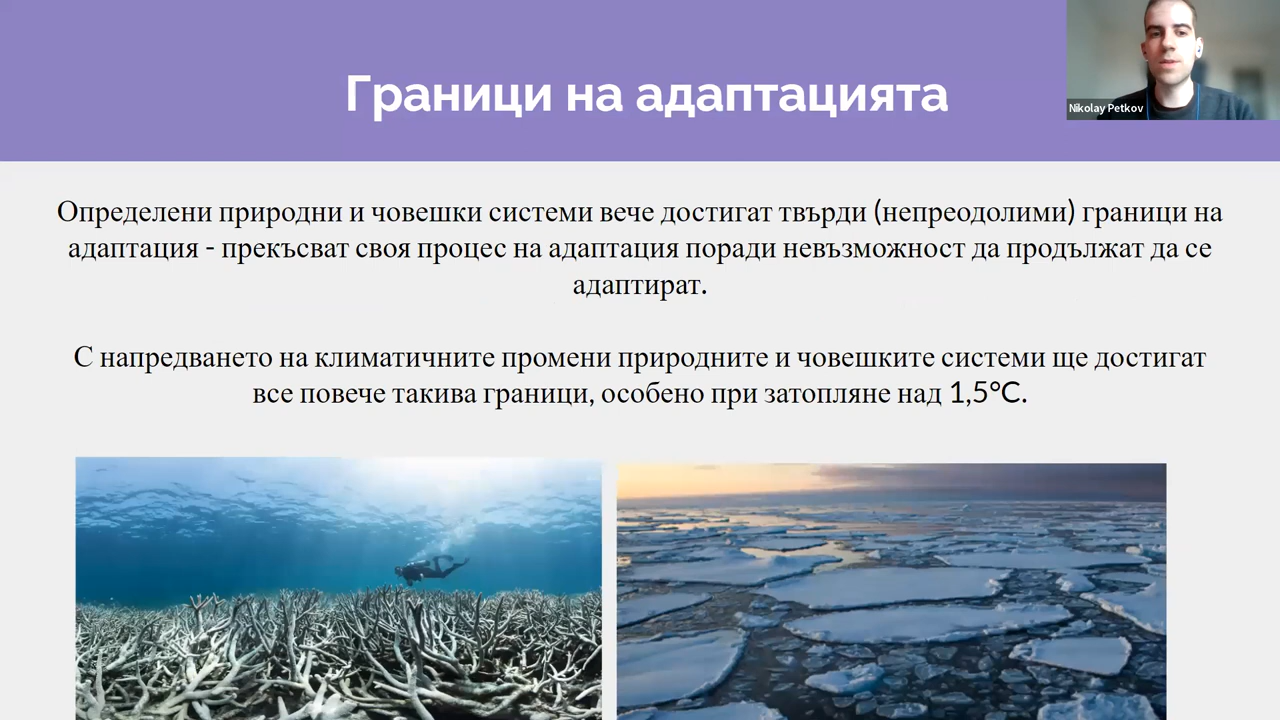 Граници на адаптацията
Nikolay Petkov
Определени природни и човешки системи вече достигат твърди (непреодолими) граници на
адаптация - прекъсват своя процес на адаптация поради невъзможност да продължат да се
адаптират.
С напредването на климатичните промени природните и човешките системи ще достигат
все повече такива граници, особено при затопляне над 1,5°C.